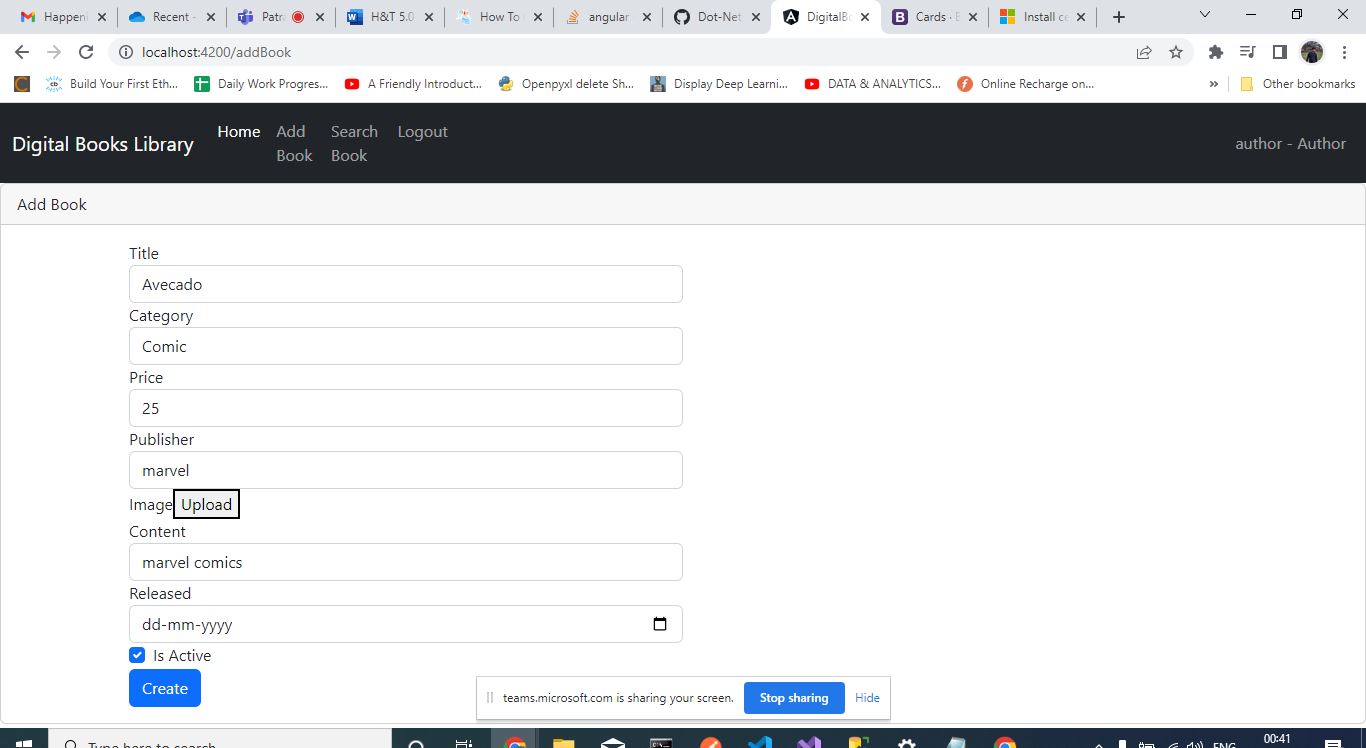 Happeni
Recent -
Patra
H&T 5.0
How To
angular
Dot-Net
DigitalBo
Cards · B
Install ce
localhost:4200/addBook
Build Your First Eth...
Daily Work Progres...
A Friendly Introduct...
Openpyxl delete Sh...
Display Deep Learni...
DATA & ANALYTICS...
Online Recharge on...
»
Other bookmarks
Digital Books Library
Home
Add
Book
Search
Book
Logout
author - Author
Add Book
Title
Avecado
Category
Comic
Price
25
Publisher
marvel
Image Upload
Content
marvel comics
Released
dd-mm-yyyy
Is Active
Create
teams.microsoft.com is sharing your screen.
Stop sharing
Hide
Type here to search
ENG
00:41